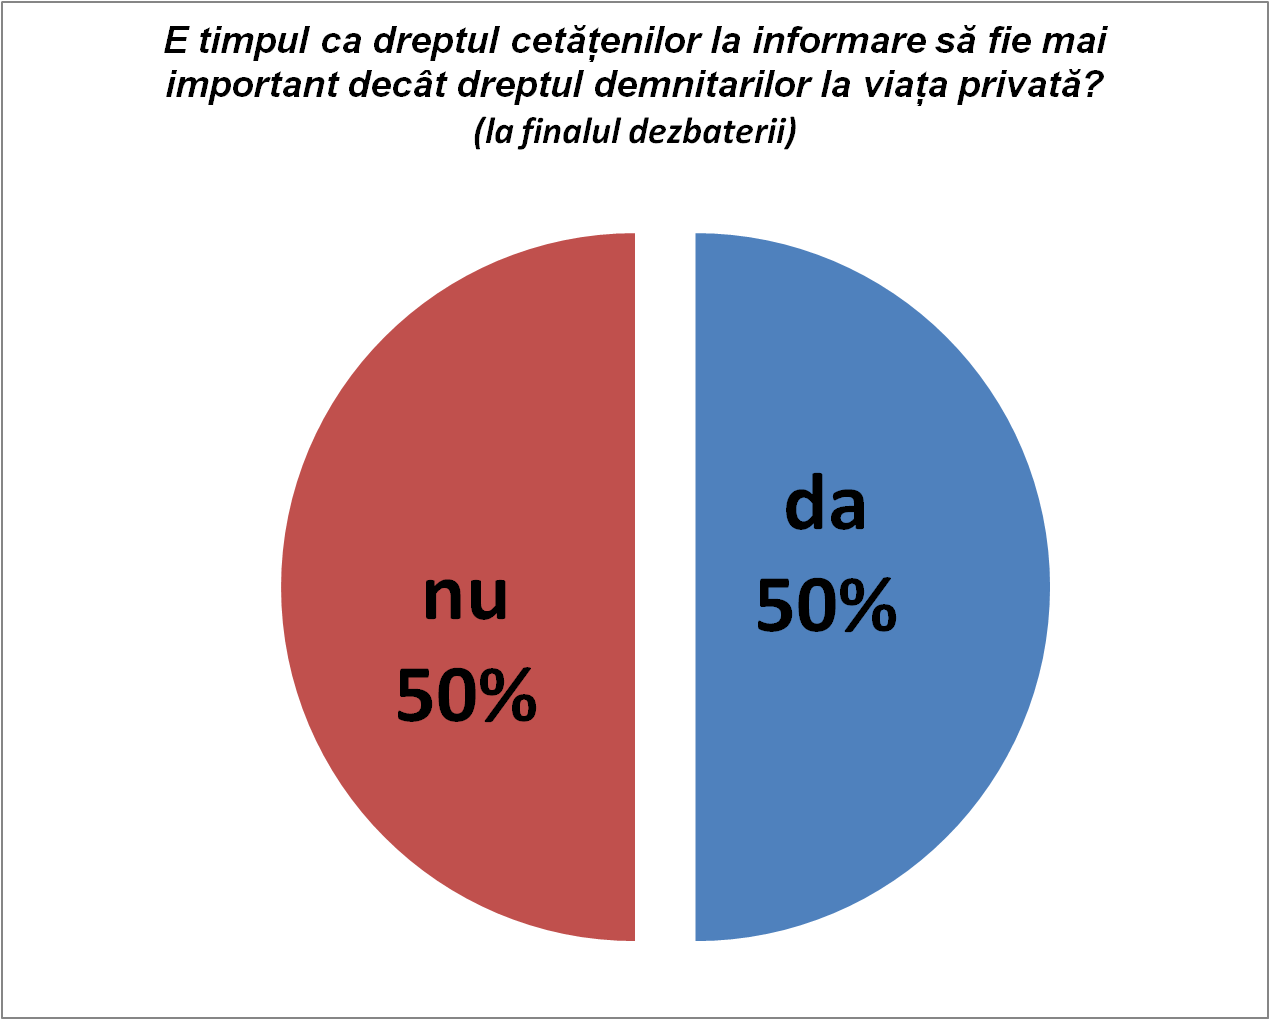 E timpul ca dreptul cetățenilor la informare să fie mai
important decât dreptul demnitarilor la viața privată?
(la finalul dezbaterii)
da
50%
nu
50%